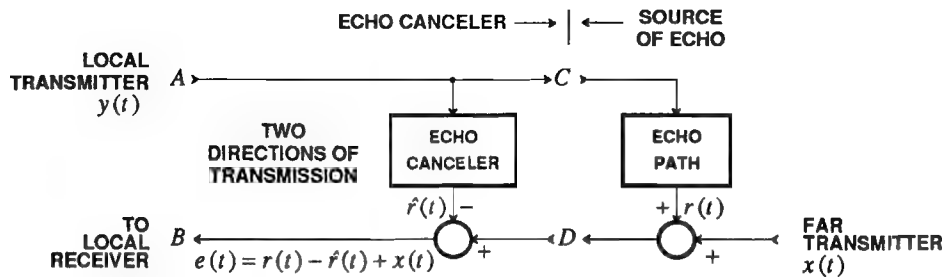 ECHO CANCELER
SOURCE
OF ECHO
LOCAL
TRANSMITTER
y(t)
A
C
TWO
DIRECTIONS OF
TRANSMISSION
ECHO
CANCELER
ECHO
PATH
r̂(t)
−
+
r(t)
TO
LOCAL
RECEIVER
B
+
D
+
FAR
TRANSMITTER
x(t)
e(t) = r(t) − r̂(t) + x(t)